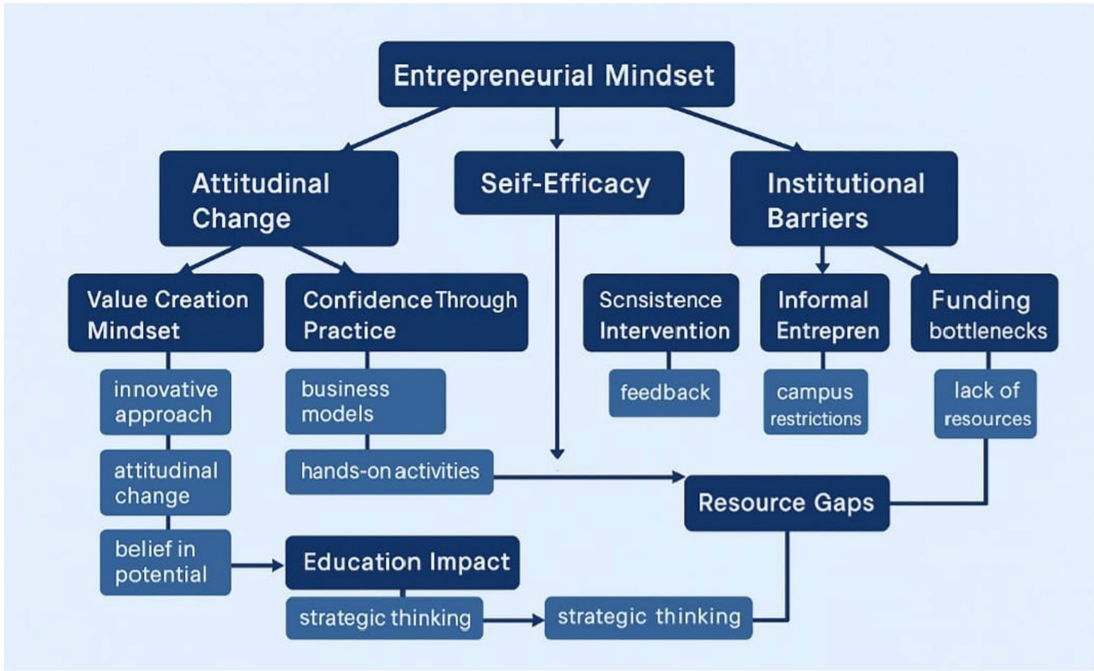 Entrepreneurial Mindset
Attitudinal
Change
Seif-Efficacy
Institutional
Barriers
Value Creation
Mindset
Confidence Through
Practice
Scnsistence
Intervention
Informal
Entrepren
Funding
bottlenecks
innovative
approach
business
models
feedback
campus
restrictions
lack of
resources
attitudinal
change
hands-on activities
Resource Gaps
belief in
potential
Education Impact
strategic thinking
strategic thinking